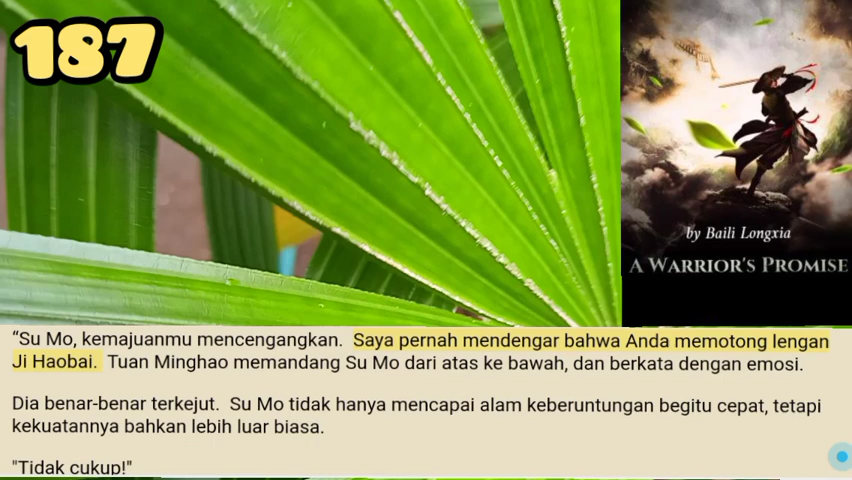 187
by Baili Longxia
A WARRIOR'S PROMISE
“Su Mo, kemajuanmu mencengangkan. Saya pernah mendengar bahwa Anda memotong lengan
Ji Haobai. Tuan Minghao memandang Su Mo dari atas ke bawah, dan berkata dengan emosi.
Dia benar-benar terkejut. Su Mo tidak hanya mencapai alam keberuntungan begitu cepat, tetapi
kekuatannya bahkan lebih luar biasa.
"Tidak cukup!"